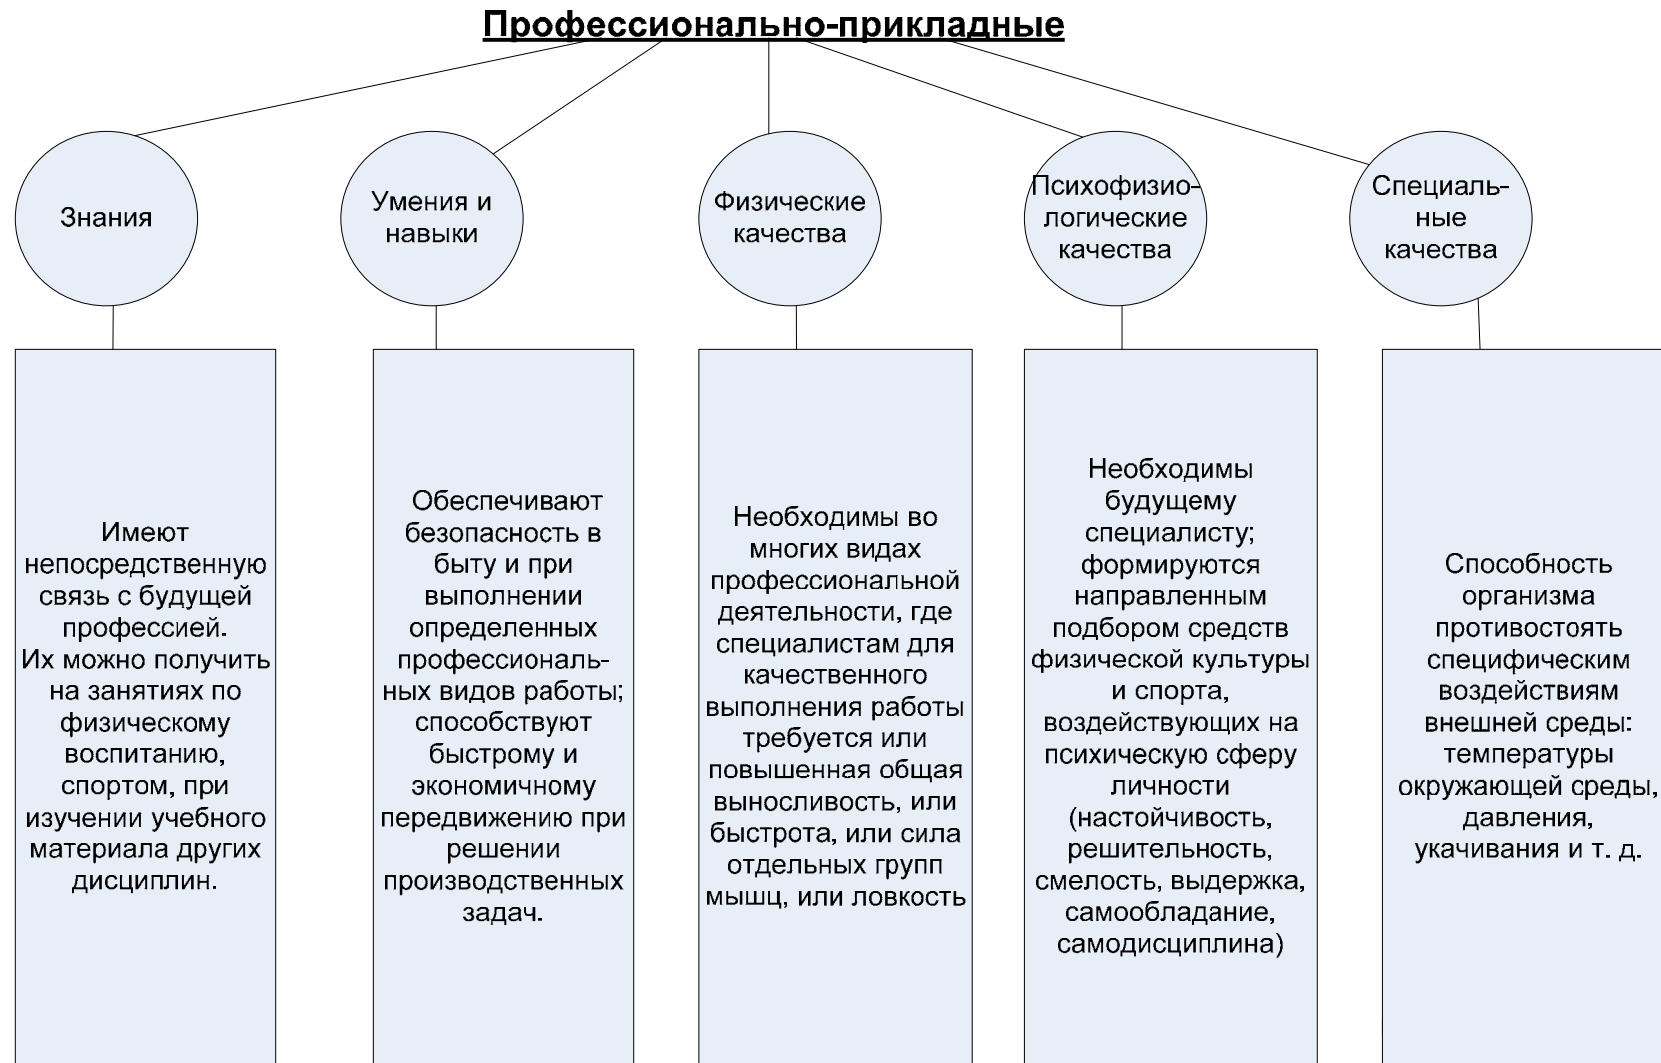 Профессионально-прикладные
Знания
Умения и
навыки
Физические
качества
Психофизио-
логические
качества
Специаль-
ные
качества
Имеют
непосредственную
связь с будущей
профессией.
Их можно получить
на занятиях по
физическому
воспитанию,
спортом, при
изучении учебного
материала других
дисциплин.
Обеспечивают
безопасность в
быту и при
выполнении
определенных
профессиональ-
ных видов работы;
способствуют
быстрому и
экономичному
передвижению при
решении
производственных
задач.
Необходимы во
многих видах
профессиональной
деятельности, где
специалистам для
качественного
выполнения работы
требуется или
повышенная общая
выносливость, или
быстрота, или сила
отдельных групп
мышц, или ловкость
Необходимы
будущему
специалисту;
формируются
направленным
подбором средств
физической культуры
и спорта,
воздействующих на
психическую сферу
личности
(настойчивость,
решительность,
смелость, выдержка,
самообладание,
самодисциплина)
Способность
организма
противостоять
специфическим
воздействиям
внешней среды:
температуры
окружающей среды,
давления,
укачивания и т. д.